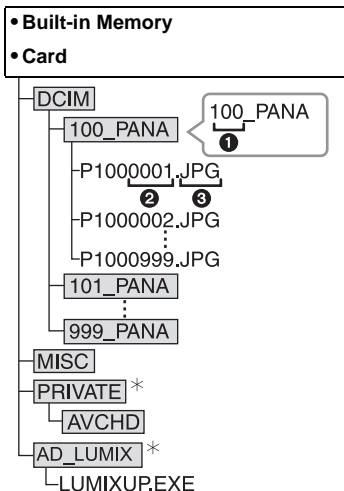 • Built-in Memory
• Card
DCIM
100_PANA
100_PANA
❶
P1000001.JPG
❷ ❸
P1000002.JPG
P1000999.JPG
101_PANA
999_PANA
MISC
PRIVATE *
AVCHD
AD_LUMIX *
LUMIXUP.EXE